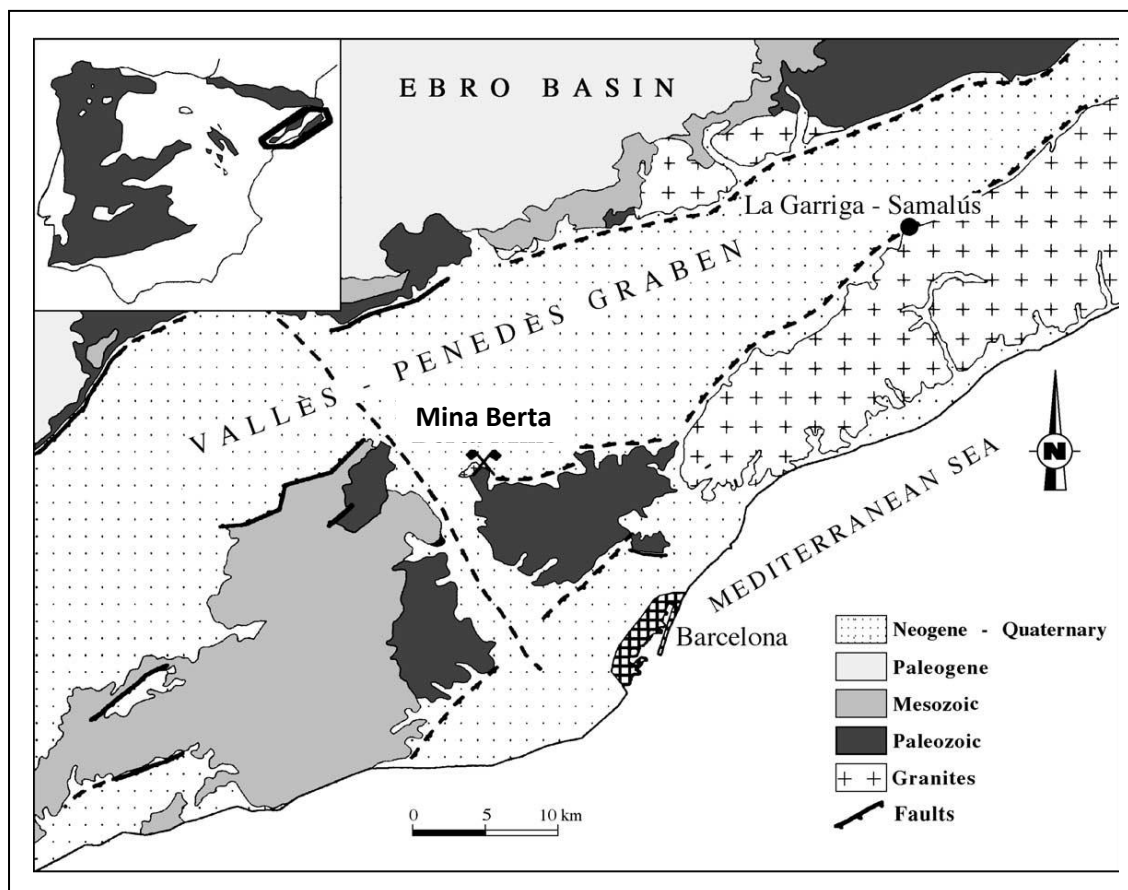 EBRO BASIN
La Garriga - Samalús
VALLÈS - PENEDÈS GRABEN
Mina Berta
N
MEDITERRANEAN SEA
Barcelona
Neogene - Quaternary
Paleogene
Mesozoic
Paleozoic
Granites
Faults
0 5 10 km